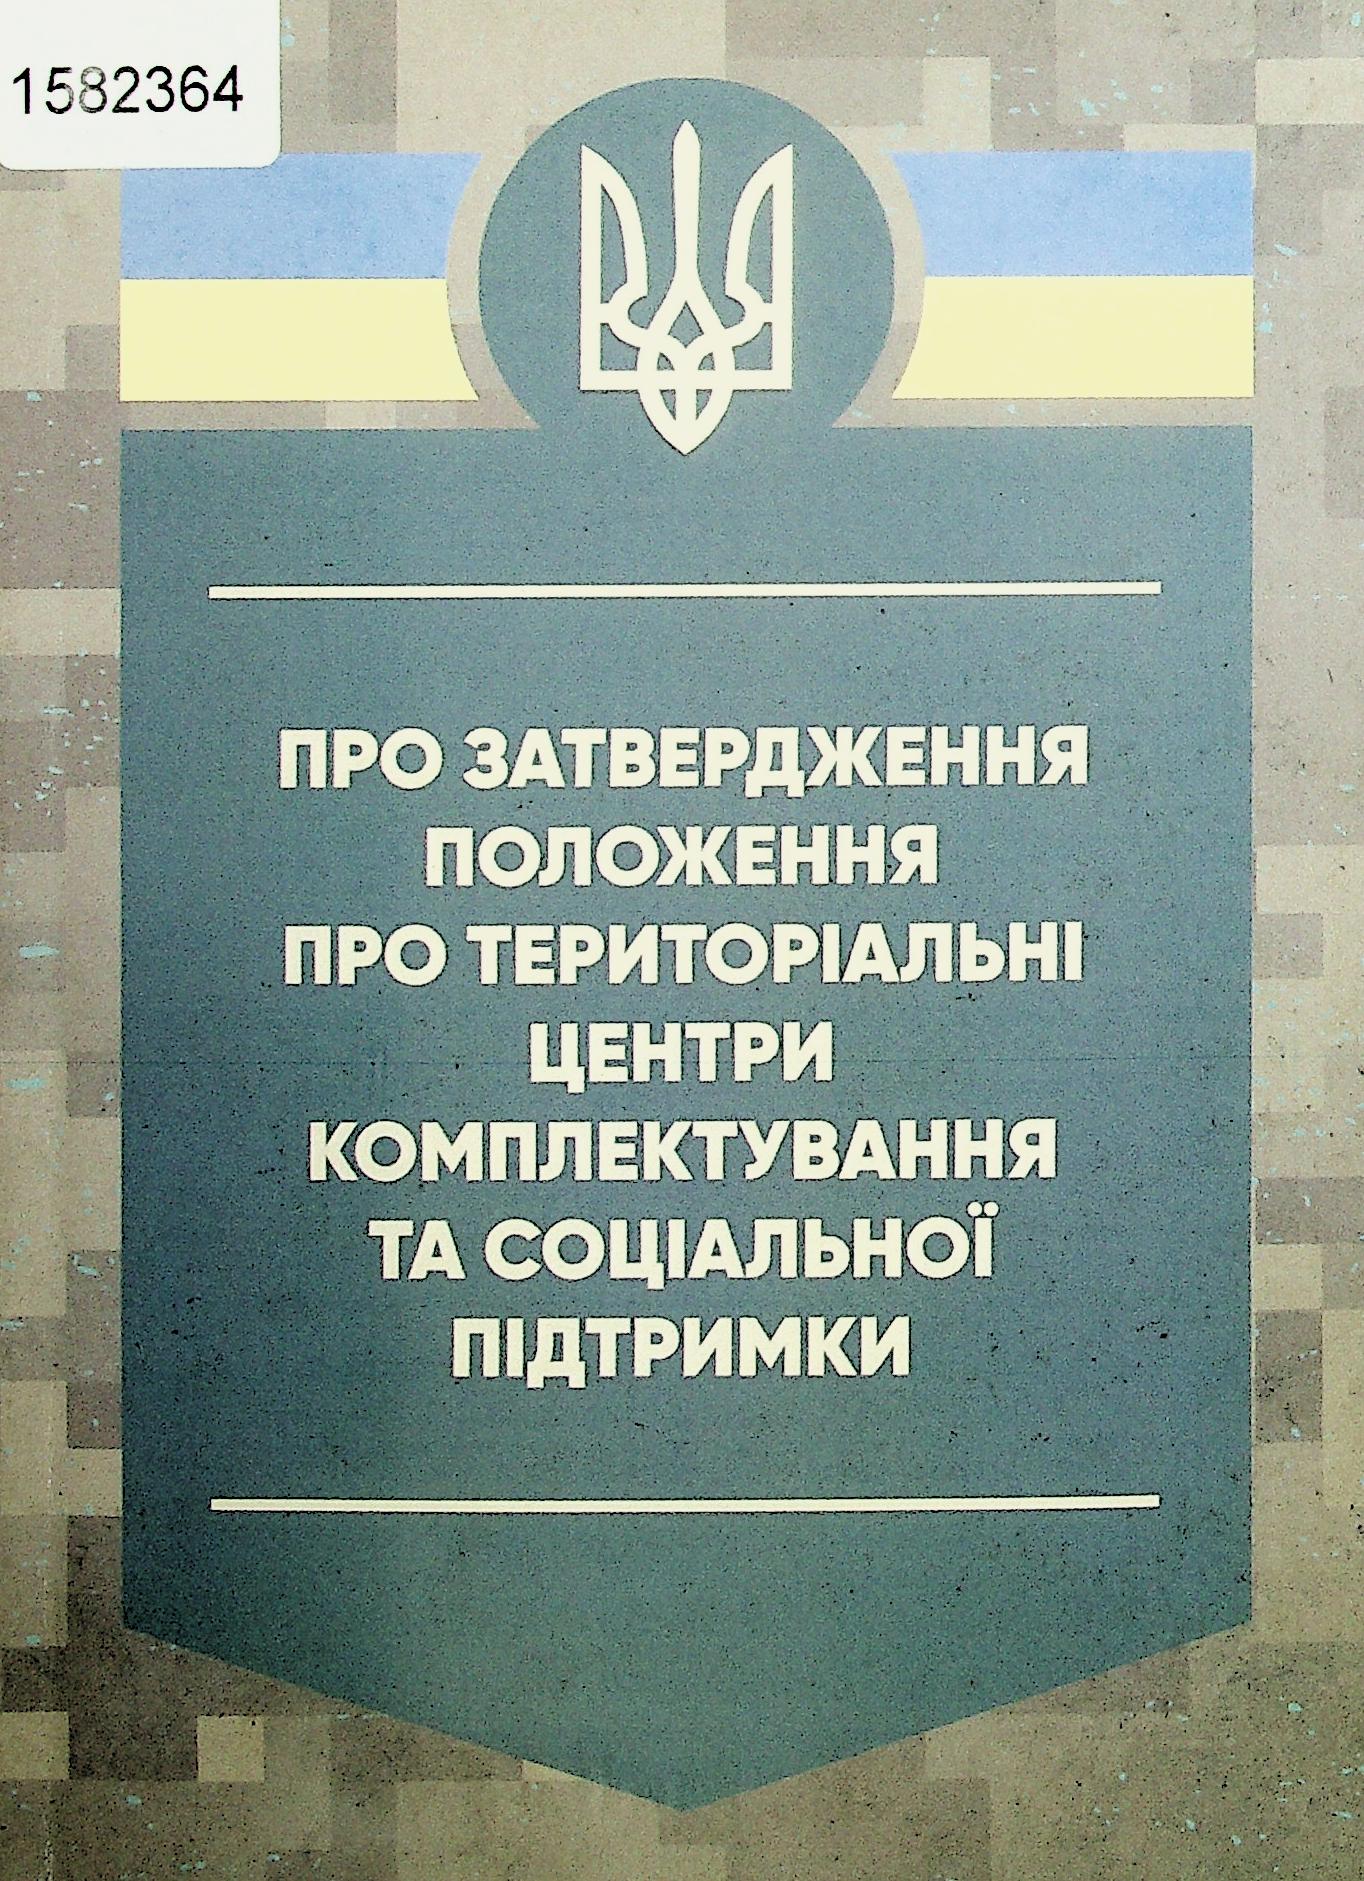 1582364
ПРО ЗАТВЕРДЖЕННЯ
ПОЛОЖЕННЯ
ПРО ТЕРИТОРІАЛЬНІ
ЦЕНТРИ
КОМПЛЕКТУВАННЯ
ТА СОЦІАЛЬНОЇ
ПІДТРИМКИ